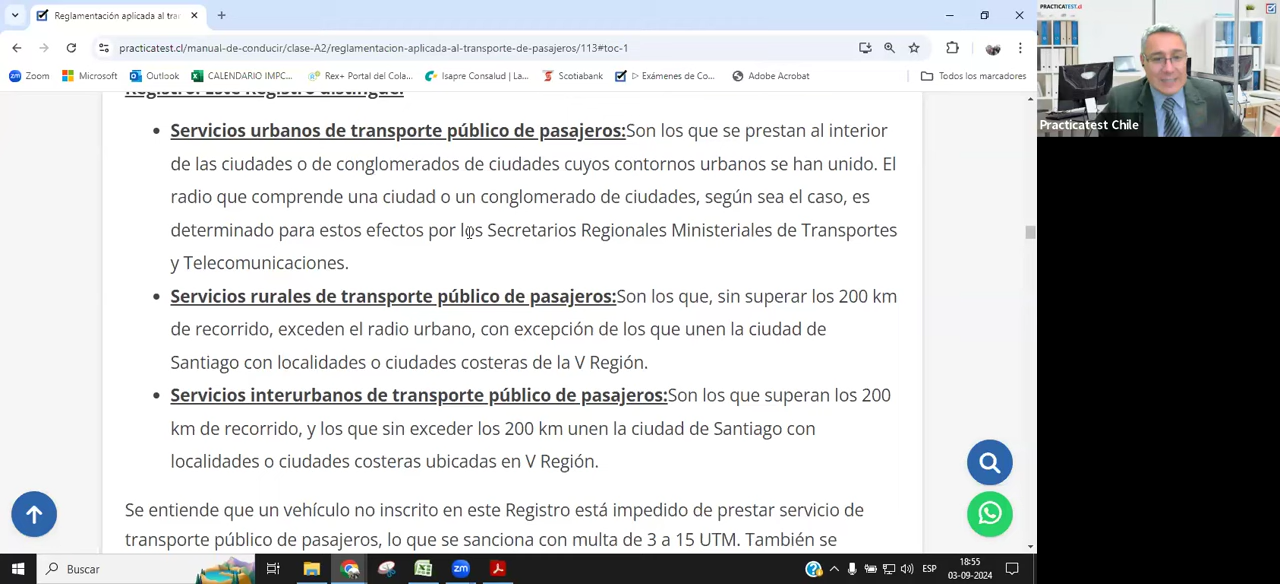 Reglamentación aplicada al tra
practicatest.cl/manual-de-conducir/clase-A2/reglamentacion-aplicada-al-transporte-de-pasajeros/113#toc-1
Zoom
Microsoft
Outlook
CALENDARIO IMPC...
Rex+ Portal del Cola...
Isapre Consalud | La...
Scotiabank
▷ Exámenes de Co...
Adobe Acrobat
Todos los marcadores
Registro. Este Registro distingue:
• Servicios urbanos de transporte público de pasajeros:Son los que se prestan al interior
de las ciudades o de conglomerados de ciudades cuyos contornos urbanos se han unido. El
radio que comprende una ciudad o un conglomerado de ciudades, según sea el caso, es
determinado para estos efectos por los Secretarios Regionales Ministeriales de Transportes
y Telecomunicaciones.
• Servicios rurales de transporte público de pasajeros:Son los que, sin superar los 200 km
de recorrido, exceden el radio urbano, con excepción de los que unen la ciudad de
Santiago con localidades o ciudades costeras de la V Región.
• Servicios interurbanos de transporte público de pasajeros:Son los que superan los 200
km de recorrido, y los que sin exceder los 200 km unen la ciudad de Santiago con
localidades o ciudades costeras ubicadas en V Región.
Se entiende que un vehículo no inscrito en este Registro está impedido de prestar servicio de
transporte público de pasajeros, lo que se sanciona con multa de 3 a 15 UTM. También se
PRACTICATEST.cl
Practicatest Chile
Buscar
ESP
18:55
03-09-2024